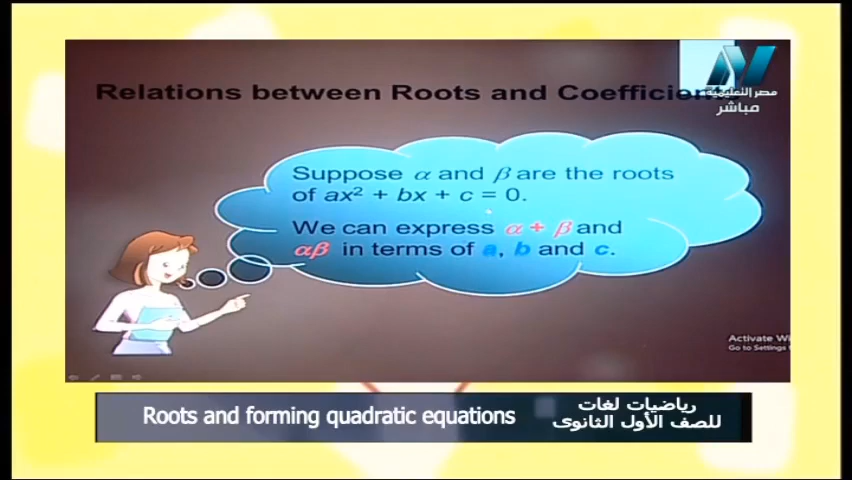 مصر التعليمية
مباشر
Relations between Roots and Coefficients
Suppose α and β are the roots
of ax² + bx + c = 0.
We can express α + β and
αβ in terms of a, b and c.
Activate Wi
Go to Settings
Roots and forming quadratic equations
رياضيات لغات
للصف الأول الثانوى